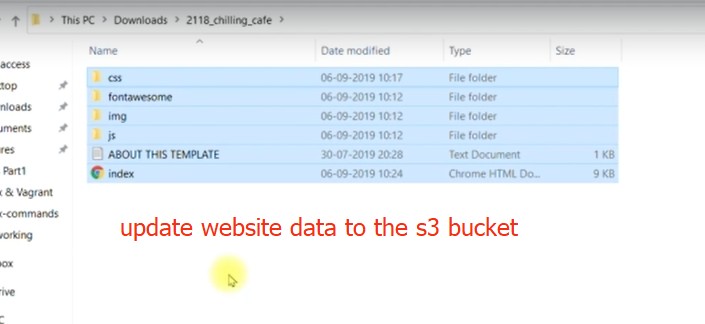 This PC > Downloads > 2118_chilling_cafe >
Name Date modified Type Size
access
css 06-09-2019 10:17 File folder
top
fontawesome 06-09-2019 10:12 File folder
nloads
img 06-09-2019 10:12 File folder
uments
js 06-09-2019 10:12 File folder
ures
ABOUT THIS TEMPLATE 30-07-2019 20:28 Text Document 1 KB
Part1
index 06-09-2019 10:24 Chrome HTML Do... 9 KB
x & Vagrant
x-commands
working
update website data to the s3 bucket
box
rive